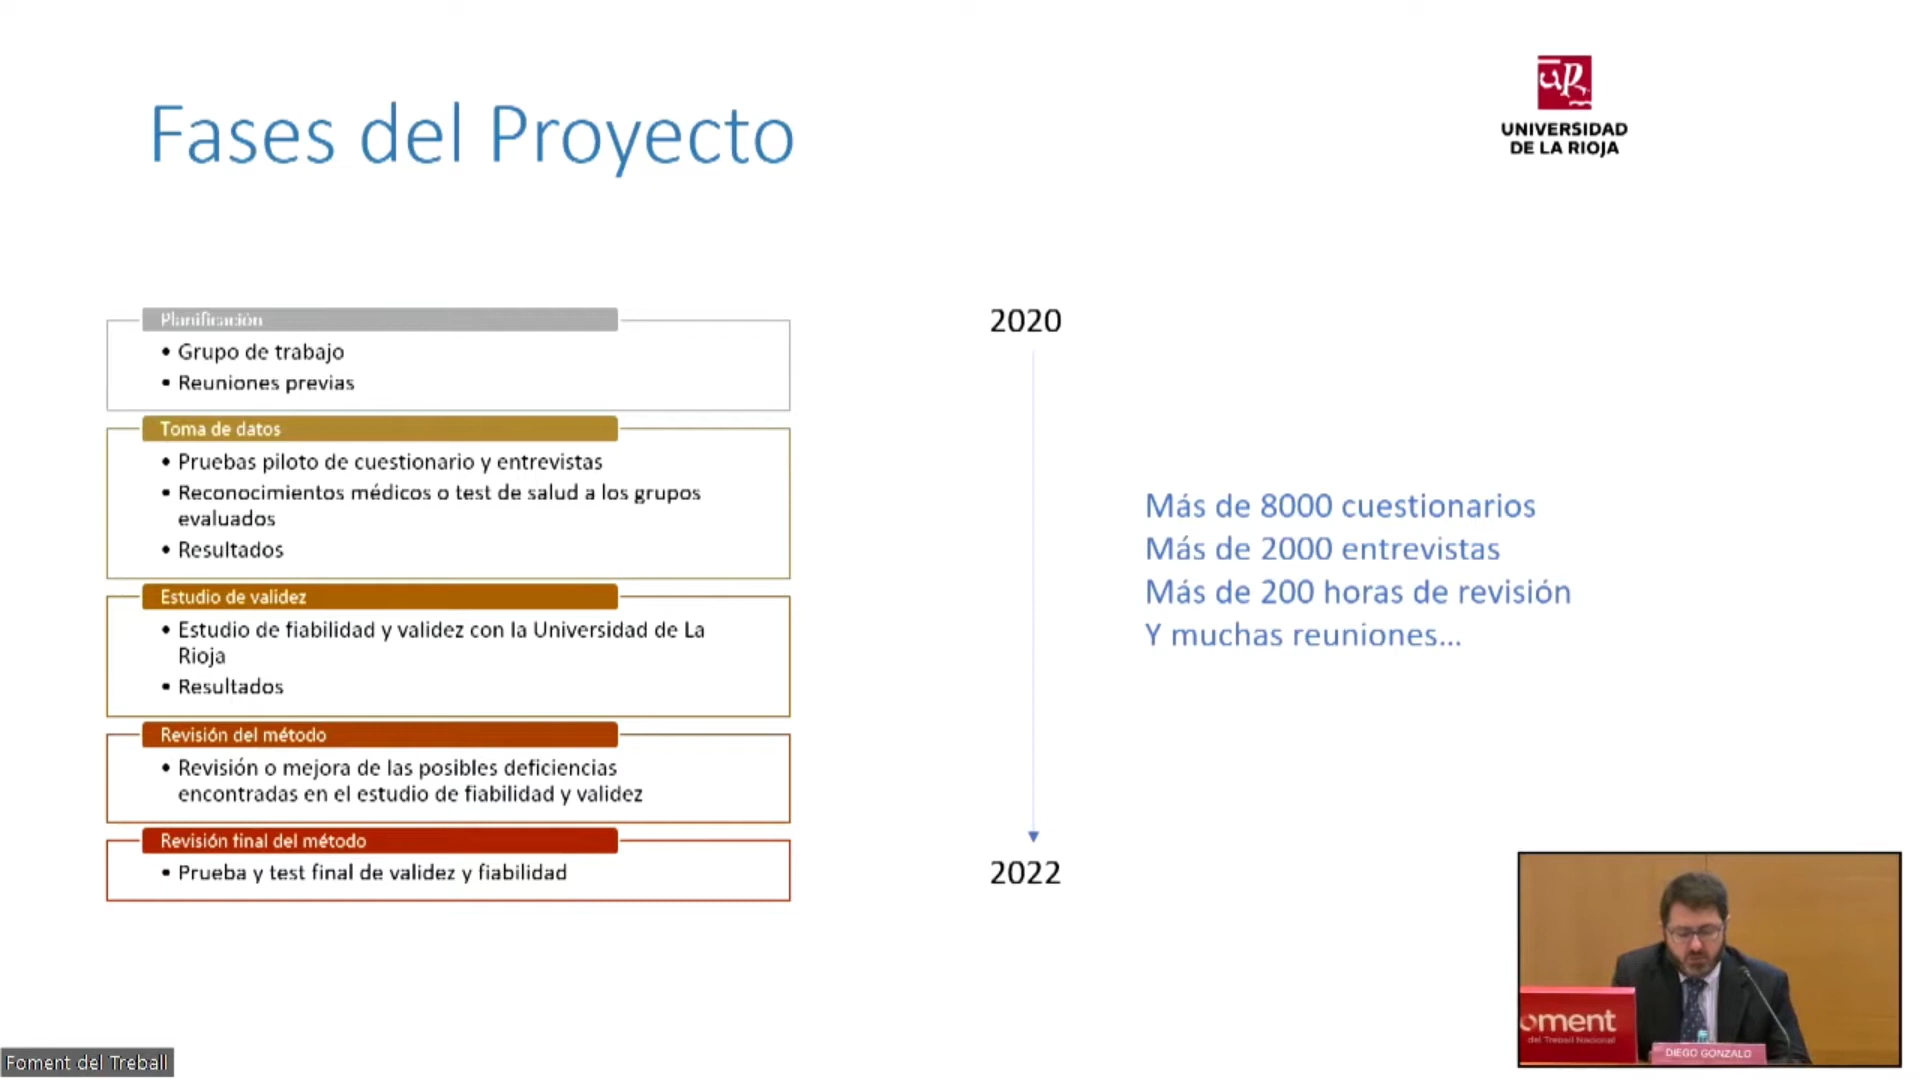 Fases del Proyecto
UNIVERSIDAD
DE LA RIOJA
Planificación
• Grupo de trabajo
• Reuniones previas
Toma de datos
• Pruebas piloto de cuestionario y entrevistas
• Reconocimientos médicos o test de salud a los grupos
evaluados
• Resultados
Estudio de validez
• Estudio de fiabilidad y validez con la Universidad de La
Rioja
• Resultados
Revisión del método
• Revisión o mejora de las posibles deficiencias
encontradas en el estudio de fiabilidad y validez
Revisión final del método
• Prueba y test final de validez y fiabilidad
2020
2022
Más de 8000 cuestionarios
Más de 2000 entrevistas
Más de 200 horas de revisión
Y muchas reuniones...
oment
del Treball Nacional
DIEGO GONZALO
Foment del Treball